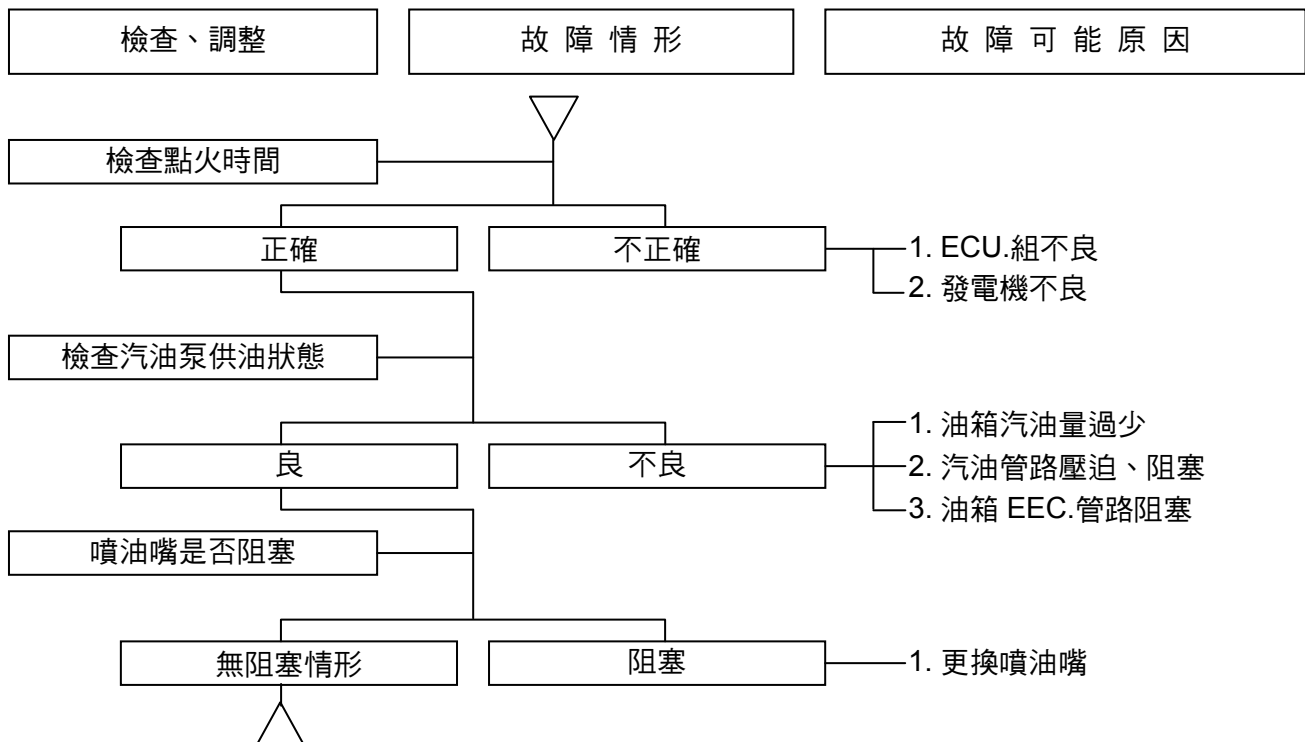 檢查、調整
故障情形
故障可能原因
檢查點火時間
正確
不正確
1. ECU.組不良
2. 發電機不良
檢查汽油泵供油狀態
良
不良
1. 油箱汽油量過少
2. 汽油管路壓迫、阻塞
3. 油箱 EEC.管路阻塞
噴油嘴是否阻塞
無阻塞情形
阻塞
1. 更換噴油嘴